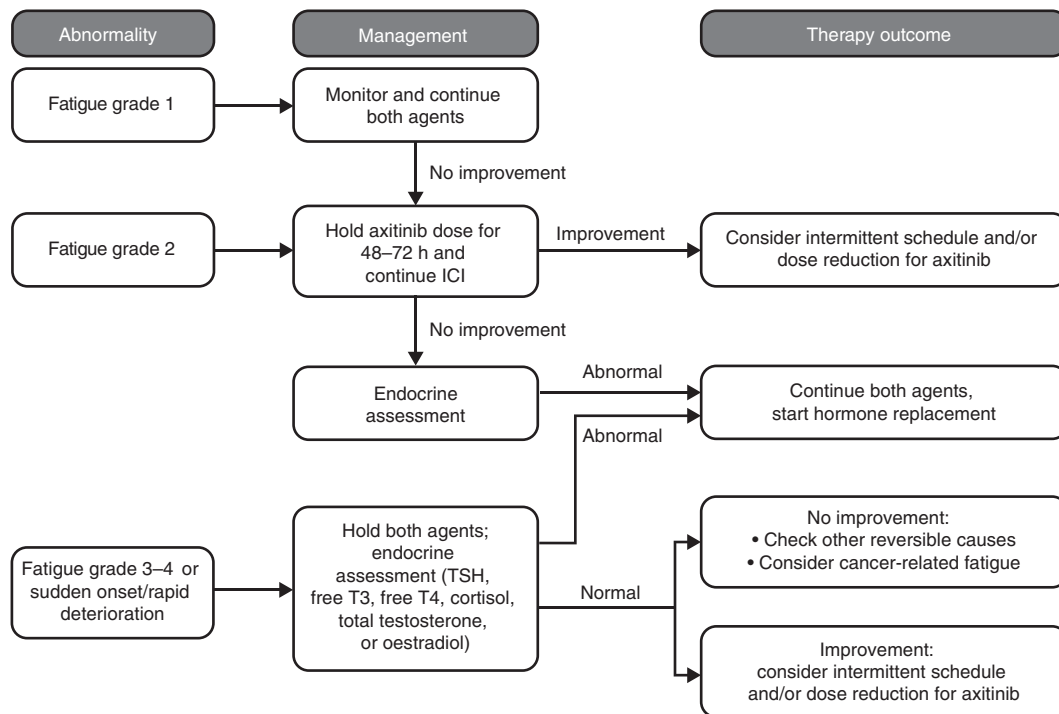 Abnormality
Management
Therapy outcome
Fatigue grade 1
Monitor and continue
both agents
No improvement
Fatigue grade 2
Hold axitinib dose for
48–72 h and
continue ICI
Improvement
Consider intermittent schedule and/or
dose reduction for axitinib
No improvement
Endocrine
assessment
Abnormal
Continue both agents,
start hormone replacement
Abnormal
Fatigue grade 3–4 or
sudden onset/rapid
deterioration
Hold both agents;
endocrine
assessment (TSH,
free T3, free T4, cortisol,
total testosterone,
or oestradiol)
Normal
No improvement:
• Check other reversible causes
• Consider cancer-related fatigue
Improvement:
consider intermittent schedule
and/or dose reduction for axitinib